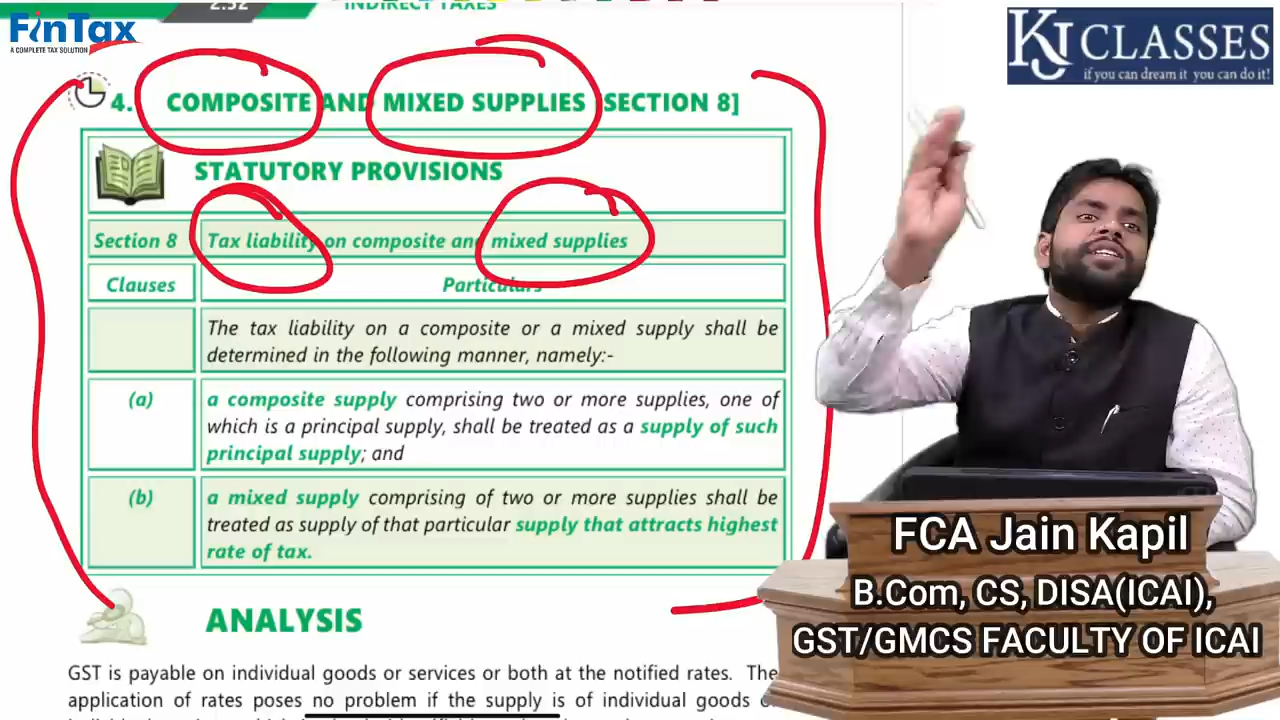 2.32 INDIRECT TAXES
FinTax
A COMPLETE TAX SOLUTION
KJ CLASSES
if you can dream it you can do it!
4. COMPOSITE AND MIXED SUPPLIES [SECTION 8]
STATUTORY PROVISIONS
Section 8 Tax liability on composite and mixed supplies
Clauses Particulars
The tax liability on a composite or a mixed supply shall be
determined in the following manner, namely:-
(a) a composite supply comprising two or more supplies, one of
which is a principal supply, shall be treated as a supply of such
principal supply; and
(b) a mixed supply comprising of two or more supplies shall be
treated as supply of that particular supply that attracts highest
rate of tax.
ANALYSIS
GST is payable on individual goods or services or both at the notified rates. The
application of rates poses no problem if the supply is of individual goods
FCA Jain Kapil
B.Com, CS, DISA(ICAI),
GST/GMCS FACULTY OF ICAI